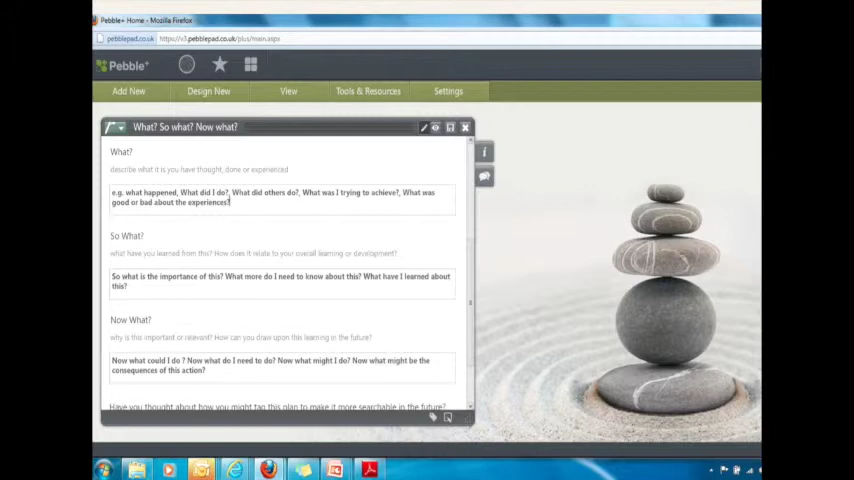 Pebble+ - Mozilla Firefox
pebblepad.co.uk https://v3.pebblepad.co.uk/plus/main.aspx
Pebble+
Add New Design New View Tools & Resources Settings
What? So what? Now what?
What?
describe what it is you have thought, done or experienced
e.g. what happened, What did I do?, What did others do?, What was I trying to achieve?, What was
good or bad about the experiences?
So What?
what have you learned from this? How does it relate to your overall learning or development?
So what is the importance of this? What more do I need to know about this? What have I learned about
this?
Now What?
why is this important or relevant? How can you draw upon this learning in the future?
Now what could I do ? Now what do I need to do? Now what might I do? Now what might be the
consequences of this action?
Have you thought about how you might tag this plan to make it more searchable in the future?